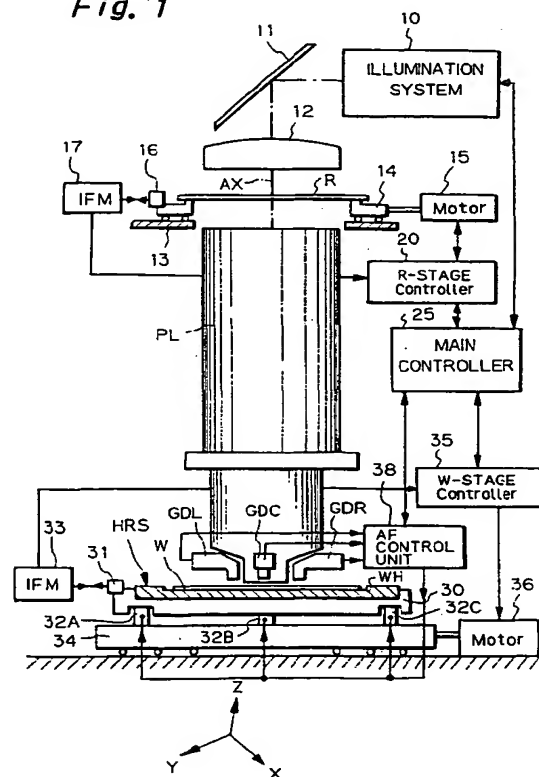 Fig. 1
11
10
ILLUMINATION
SYSTEM
12
17
16
AX
R
14
15
IFM
Motor
13
20
R-STAGE
Controller
25
PL
MAIN
CONTROLLER
35
W-STAGE
Controller
38
GDL
GDC
GDR
AF
CONTROL
UNIT
33
31
HRS
W
WH
30
36
IFM
32A
32B
32C
34
Motor
Z
Y
X